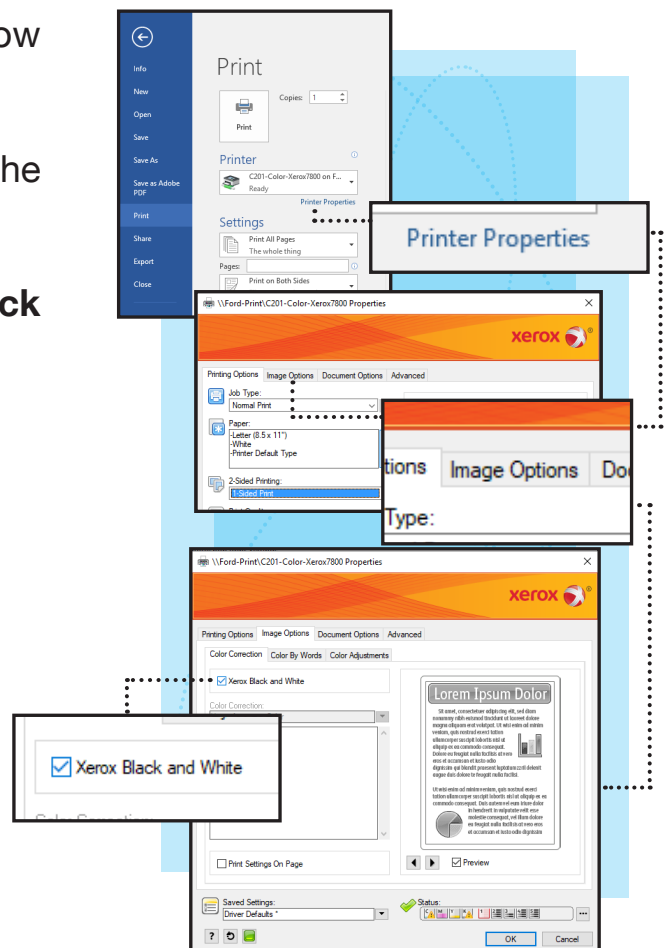 ow
he
ck
Info
New
Open
Save
Save As
Save as Adobe
PDF
Print
Share
Export
Close
Print
Copies: 1
Print
Printer
C201-Color-Xerox7800 on F...
Ready
Printer Properties
Settings
Print All Pages
The whole thing
Pages:
Print on Both Sides
Printer Properties
\\Ford-Print\C201-Color-Xerox7800 Properties
xerox
Printing Options Image Options Document Options Advanced
Job Type:
Normal Print
Paper:
-Letter (8.5 x 11")
-White
-Printer Default Type
2-Sided Printing:
1-Sided Print
tions Image Options Do
Type:
\\Ford-Print\C201-Color-Xerox7800 Properties
xerox
Printing Options Image Options Document Options Advanced
Color Correction Color By Words Color Adjustments
Xerox Black and White
Color Correction:
Xerox Black and White
Print Settings On Page
Lorem Ipsum Dolor
Preview
Saved Settings:
Driver Defaults *
Status:
OK Cancel